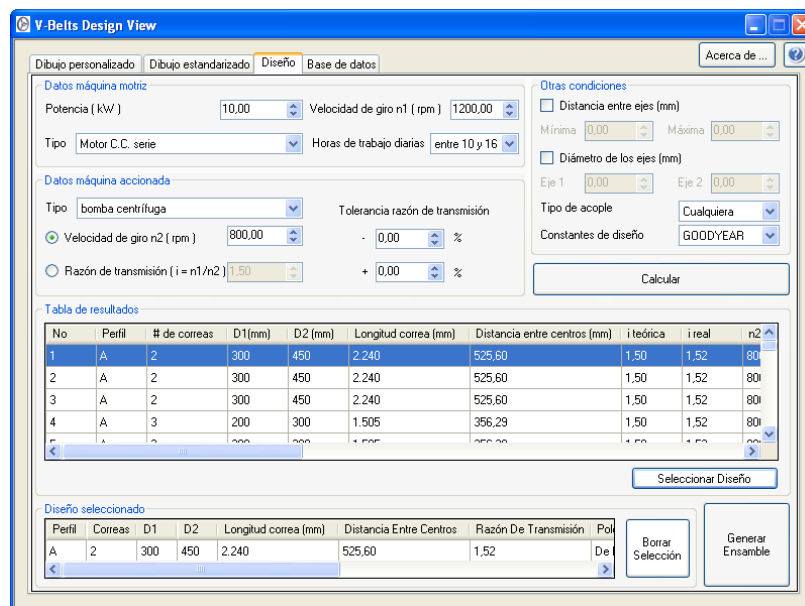 V-Belts Design View
Dibujo personalizado Dibujo estandarizado Diseño Base de datos Acerca de ...
Datos máquina motriz
Potencia ( kW ) 10,00 Velocidad de giro n1 ( rpm ) 1200,00
Tipo Motor C.C. serie Horas de trabajo diarias entre 10 y 16
Otras condiciones
Distancia entre ejes (mm)
Mínima 0,00 Máxima 0,00
Diámetro de los ejes (mm)
Eje 1 0,00 Eje 2 0,00
Tipo de acople Cualquiera
Constantes de diseño GOODYEAR
Datos máquina accionada
Tipo bomba centrífuga Tolerancia razón de transmisión
Velocidad de giro n2 ( rpm ) 800,00 - 0,00 %
Razón de transmisión ( i = n1/n2 ) 1,50 + 0,00 %
Calcular
Tabla de resultados
No Perfil # de correas D1(mm) D2 (mm) Longitud correa (mm) Distancia entre centros (mm) i teórica i real n2
1 A 2 300 450 2.240 525,60 1,50 1,52 80
2 A 2 300 450 2.240 525,60 1,50 1,52 80
3 A 2 300 450 2.240 525,60 1,50 1,52 80
4 A 3 200 300 1.505 356,29 1,50 1,52 80
Seleccionar Diseño
Diseño seleccionado
Perfil Correas D1 D2 Longitud correa (mm) Distancia Entre Centros Razón De Transmisión
A 2 300 450 2.240 525,60 1,52 De
Borrar Selección
Generar Ensamble